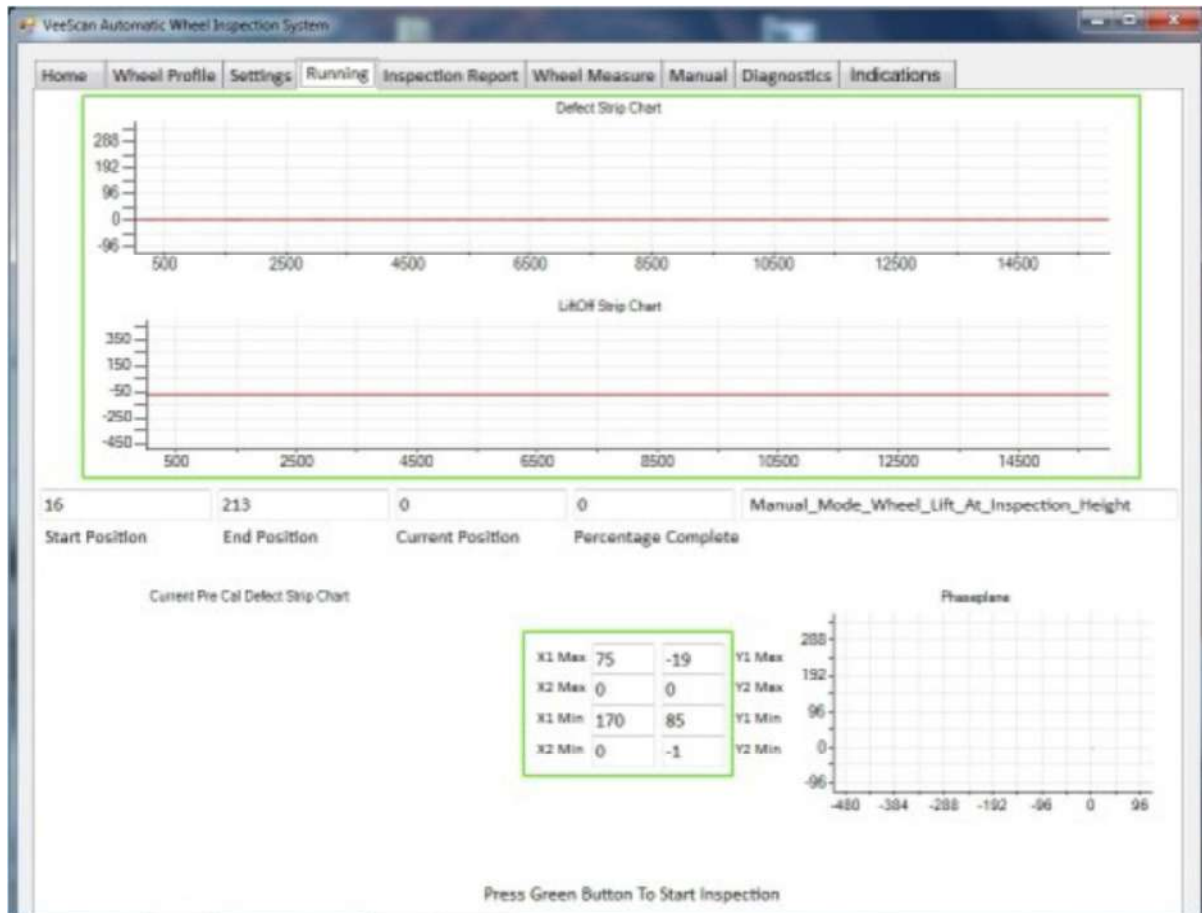 VeeScan Automatic Wheel Inspection System
Home Wheel Profile Settings Running Inspection Report Wheel Measure Manual Diagnostics Indications
Defect Strip Chart
288
192
96
0
-96
500 2500 4500 6500 8500 10500 12500 14500
LiftOff Strip Chart
350
150
-50
-250
-450
500 2500 4500 6500 8500 10500 12500 14500
16 213 0 0 Manual_Mode_Wheel_Lift_At_Inspection_Height
Start Position End Position Current Position Percentage Complete
Current Pre Cal Defect Strip Chart
X1 Max 75 -19 Y1 Max
X2 Max 0 0 Y2 Max
X1 Min 170 85 Y1 Min
X2 Min 0 -1 Y2 Min
Phaseplane
288
192
96
0
-96
-480 -384 -288 -192 -96 0 96
Press Green Button To Start Inspection